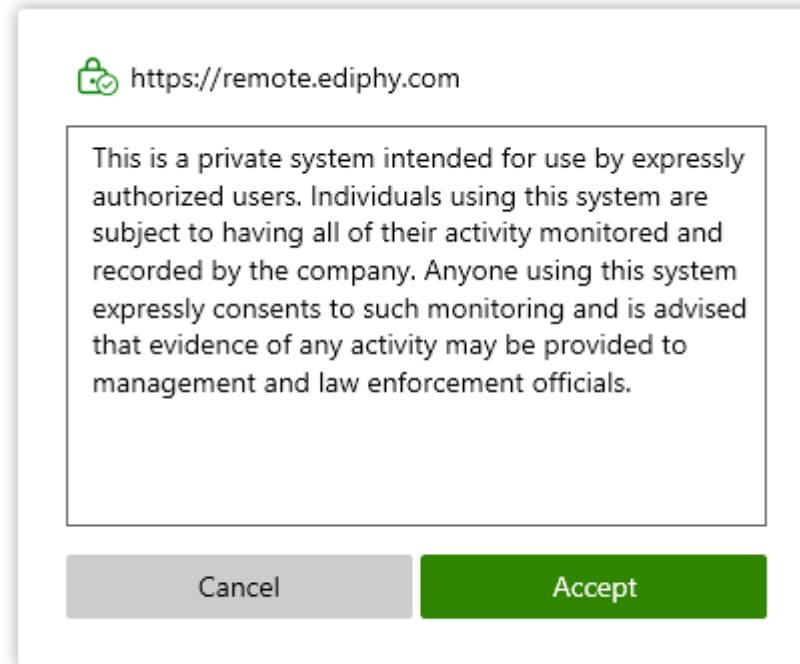 https://remote.ediphy.com
This is a private system intended for use by expressly
authorized users. Individuals using this system are
subject to having all of their activity monitored and
recorded by the company. Anyone using this system
expressly consents to such monitoring and is advised
that evidence of any activity may be provided to
management and law enforcement officials.
Cancel
Accept